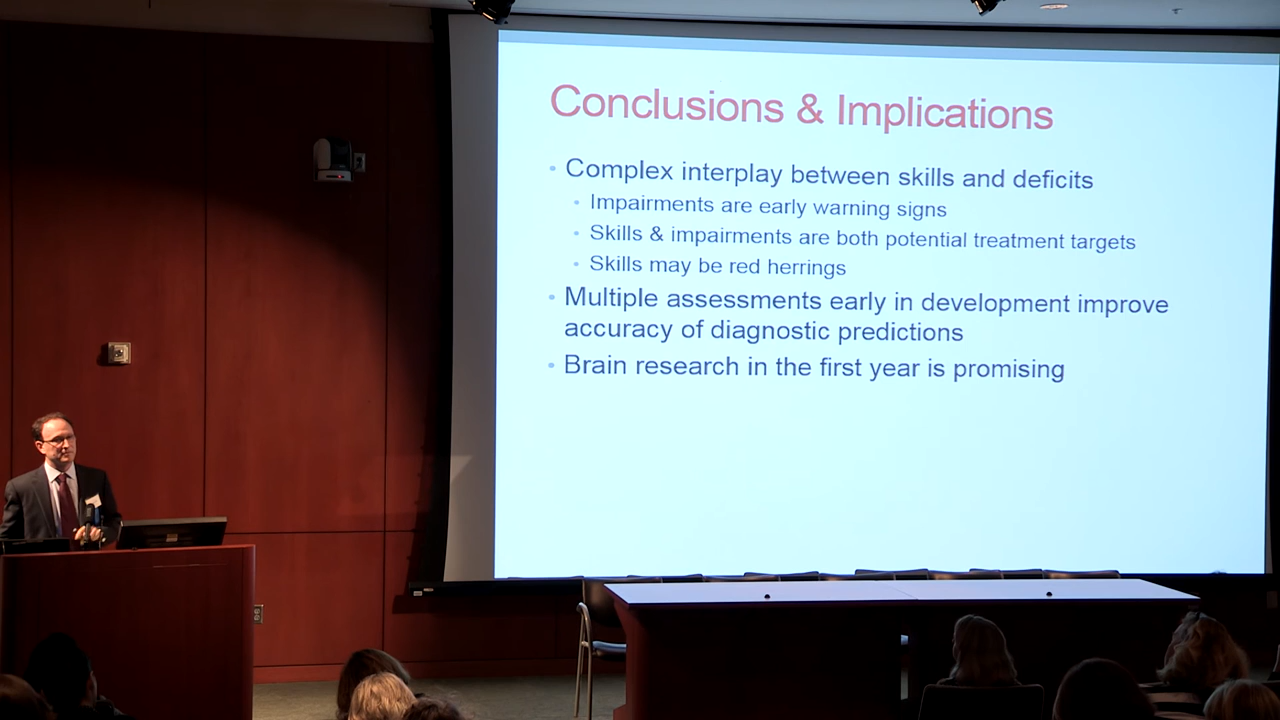 Conclusions & Implications
• Complex interplay between skills and deficits
• Impairments are early warning signs
• Skills & impairments are both potential treatment targets
• Skills may be red herrings
• Multiple assessments early in development improve
accuracy of diagnostic predictions
• Brain research in the first year is promising